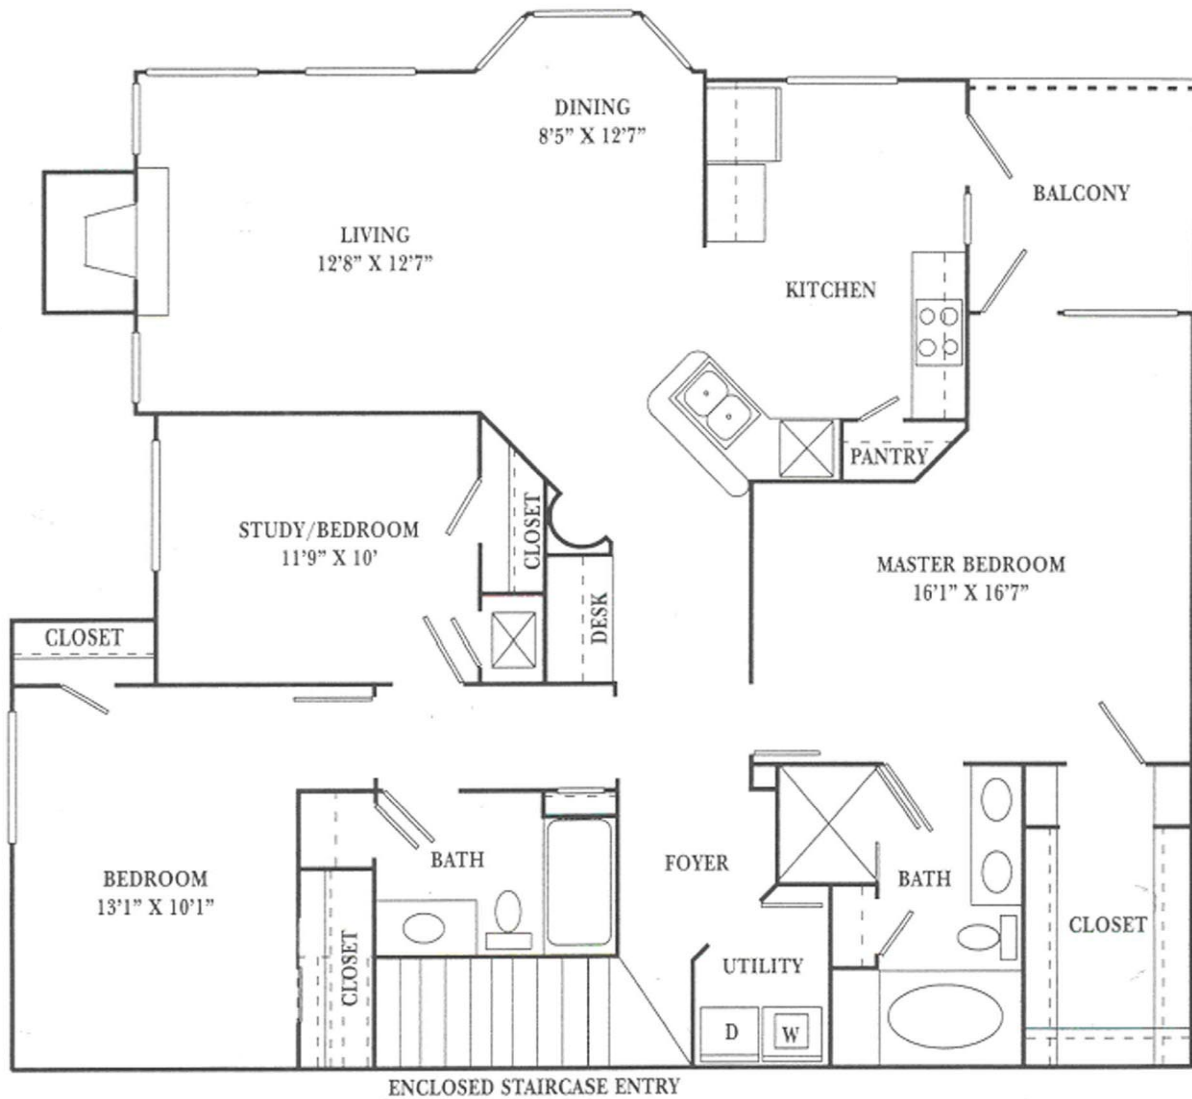 DINING
8'5" X 12'7"
LIVING
12'8" X 12'7"
BALCONY
KITCHEN
PANTRY
STUDY/BEDROOM
11'9" X 10'
CLOSET
DESK
MASTER BEDROOM
16'1" X 16'7"
CLOSET
BEDROOM
13'1" X 10'1"
CLOSET
BATH
FOYER
BATH
CLOSET
UTILITY
D
W
ENCLOSED STAIRCASE ENTRY